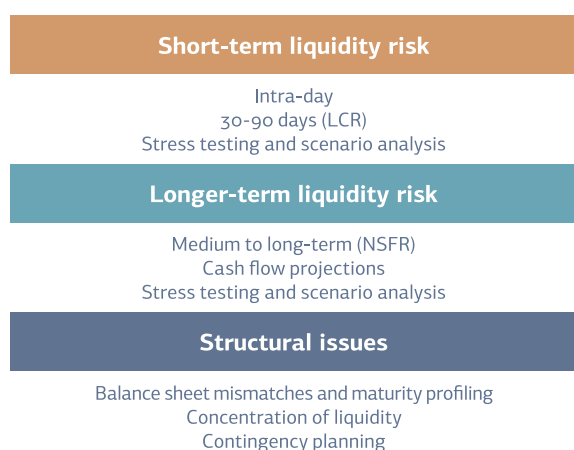 Short-term liquidity risk
Intra-day
30-90 days (LCR)
Stress testing and scenario analysis
Longer-term liquidity risk
Medium to long-term (NSFR)
Cash flow projections
Stress testing and scenario analysis
Structural issues
Balance sheet mismatches and maturity profiling
Concentration of liquidity
Contingency planning